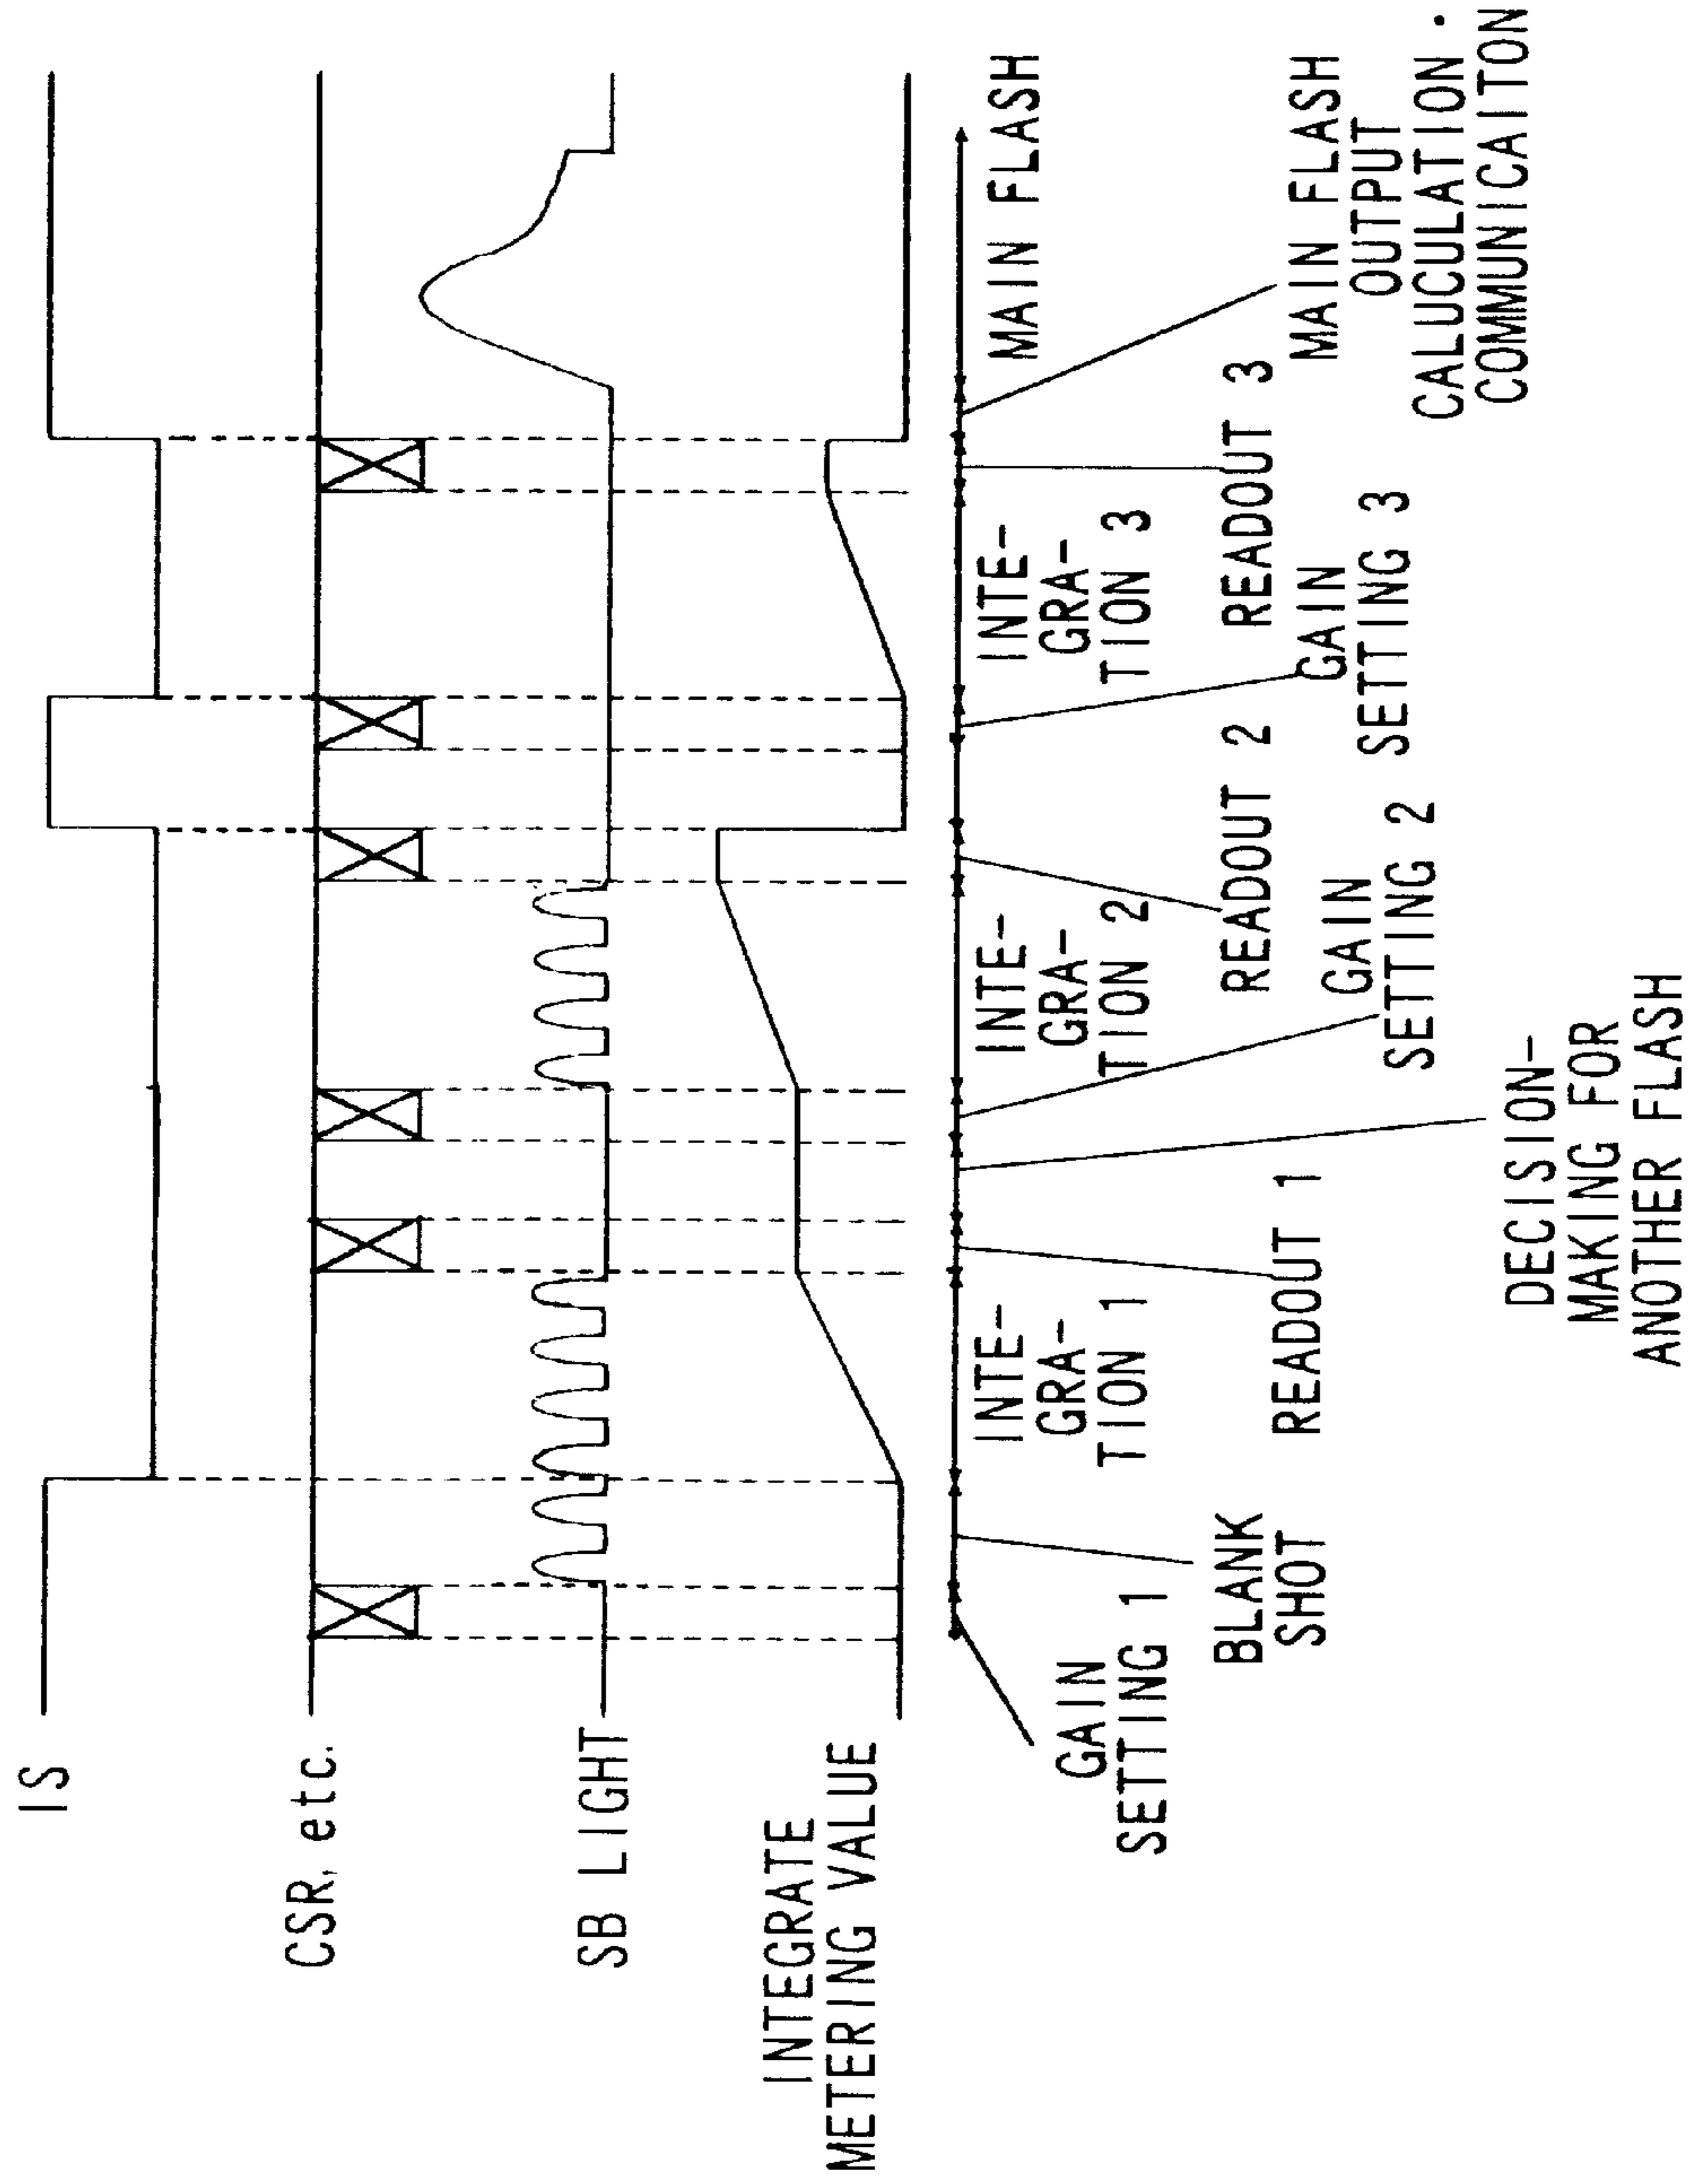 IS
CSR, etc.
SB LIGHT
INTEGRATE
METERING VALUE
GAIN
SETTING 1
BLANK
SHOT
INTE-
GRA-
TION 1
READOUT 1
DECISION-
MAKING FOR
ANOTHER FLASH
GAIN
SETTING 2
INTE-
GRA-
TION 2
READOUT 2
GAIN
SETTING 3
INTE-
GRA-
TION 3
READOUT 3
MAIN FLASH
OUTPUT
CALUCULATION ·
COMMUNICAITON
MAIN FLASH